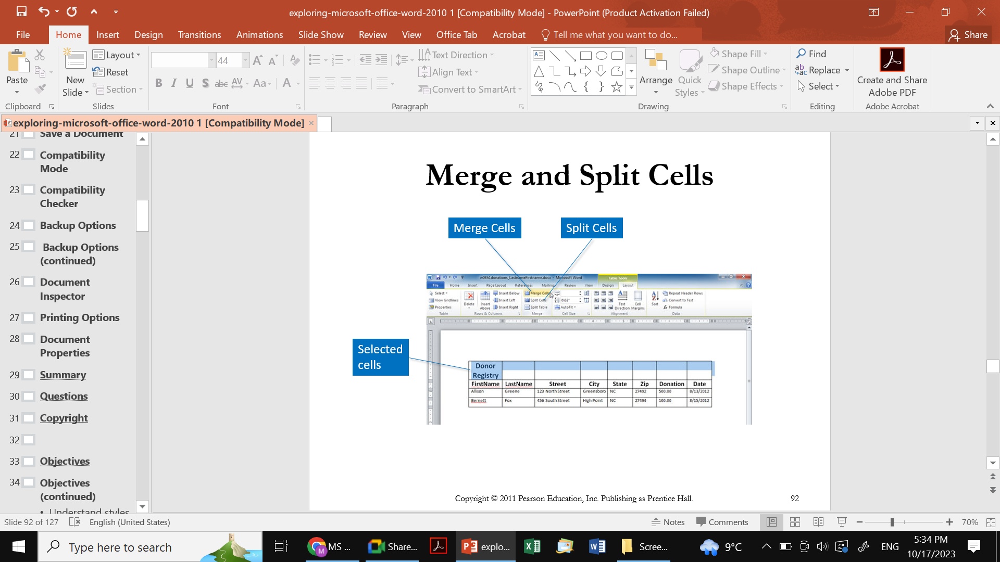 exploring-microsoft-office-word-2010 1 [Compatibility Mode] - PowerPoint (Product Activation Failed)
File Home Insert Design Transitions Animations Slide Show Review View Office Tab Acrobat Tell me what you want to do... Share
Paste
Clipboard
New Slide
Layout
Reset
Section
Slides
44
B I U S abc AV Aa A
Font
Text Direction
Align Text
Convert to SmartArt
Paragraph
Arrange
Quick Styles
Shape Fill
Shape Outline
Shape Effects
Drawing
Find
Replace
Select
Editing
Create and Share Adobe PDF
Adobe Acrobat
exploring-microsoft-office-word-2010 1 [Compatibility Mode]
21 Save a Document
22 Compatibility
Mode
23 Compatibility
Checker
24 Backup Options
25 Backup Options
(continued)
26 Document
Inspector
27 Printing Options
28 Document
Properties
29 Summary
30 Questions
31 Copyright
32
33 Objectives
34 Objectives
(continued)
• Understand styles
Merge and Split Cells
Merge Cells Split Cells
w04h1donations_LastnameFirstname.docx - Microsoft Word Table Tools
File Home Insert Page Layout References Mailings Review View Design Layout
Select
View Gridlines
Properties
Table
Delete
Insert Above
Insert Below
Insert Left
Insert Right
Rows & Columns
Merge Cells
Split Cells
Split Table
Merge
0.62"
AutoFit
Cell Size
Text Direction
Cell Margins
Alignment
Sort
Repeat Header Rows
Convert to Text
Formula
Data
Selected
cells
Donor
Registry
FirstName LastName Street City State Zip Donation Date
Allison Greene 123 North Street Greensboro NC 27492 500.00 8/13/2012
Bernett Fox 456 South Street High Point NC 27494 100.00 8/15/2012
Copyright © 2011 Pearson Education, Inc. Publishing as Prentice Hall. 92
Slide 92 of 127 English (United States) Notes Comments 70%
Type here to search MS ... Share... explo... Scree... 9°C ENG
5:34 PM
10/17/2023